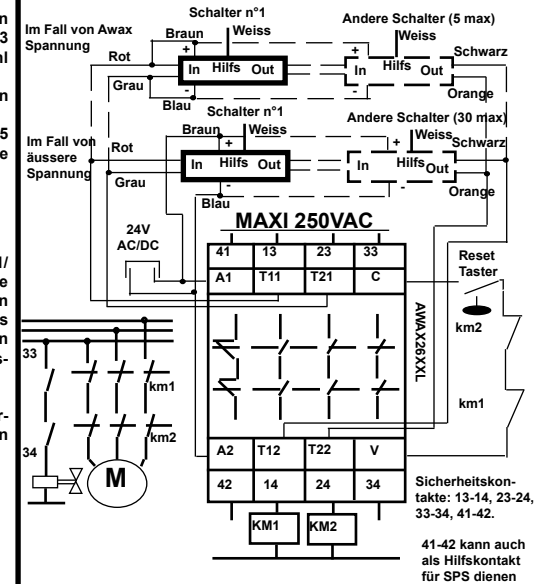 n
3
hl
n
5
e
1/
e
n
s
n
s-
r-
n
Schalter n°1
Andere Schalter (5 max)
Im Fall von Awax
Spannung
Braun
Weiss
Weiss
Rot
+
+
Schwarz
In Hilfs Out
In Hilfs Out
Grau
-
-
Blau
Orange
Schalter n°1
Andere Schalter (30 max)
Braun
Weiss
Weiss
Im Fall von
äussere
Spannung
Rot
+
+
Schwarz
In Hilfs Out
In Hilfs Out
Grau
-
-
Blau
Orange
MAXI 250VAC
24V
AC/DC
41 13 23 33
A1 T11 T21 C
Reset
Taster
AWAX26XXL
km2
33
km1
km1
km2
34
M
A2 T12 T22 V
42 14 24 34
KM1 KM2
Sicherheitskon-
takte: 13-14, 23-24,
33-34, 41-42.
41-42 kann auch
als Hilfskontakt
für SPS dienen